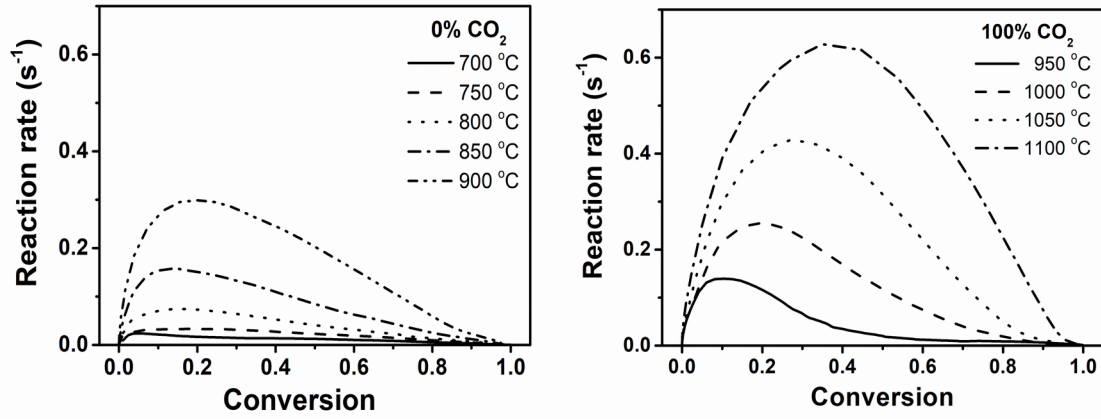 0% CO₂
700 °C
750 °C
800 °C
850 °C
900 °C
0.6
0.4
0.2
0.0
Reaction rate (s⁻¹)
0.0 0.2 0.4 0.6 0.8 1.0
Conversion
100% CO₂
950 °C
1000 °C
1050 °C
1100 °C
0.6
0.4
0.2
0.0
Reaction rate (s⁻¹)
0.0 0.2 0.4 0.6 0.8 1.0
Conversion